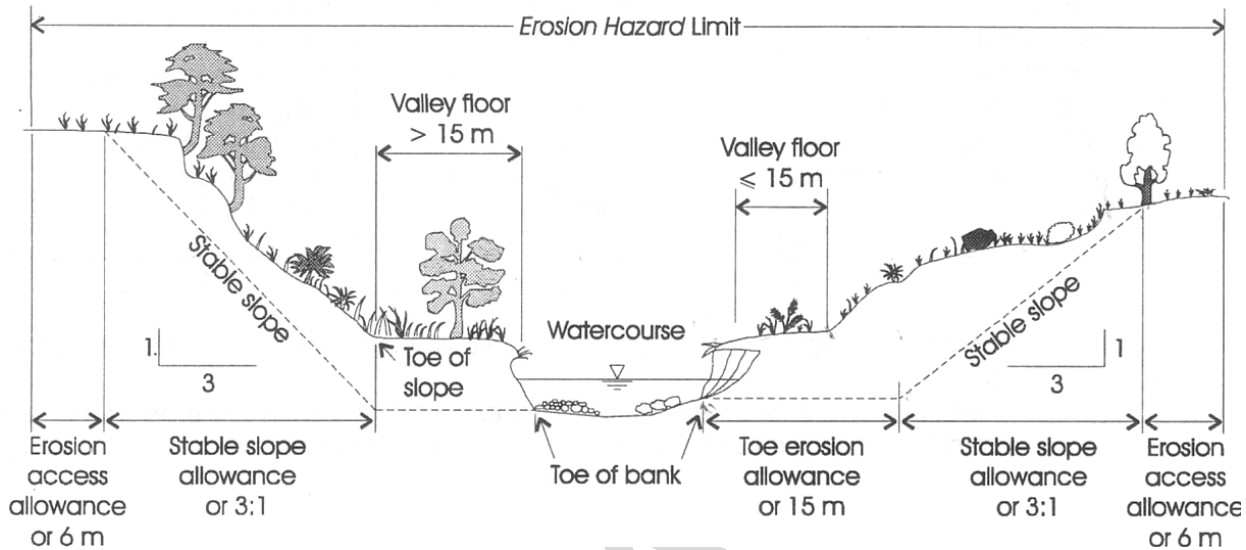 Erosion Hazard Limit
Valley floor
> 15 m
Valley floor
≤ 15 m
Stable slope
Stable slope
Watercourse
Toe of
slope
1.
3
1
3
Erosion
access
allowance
or 6 m
Stable slope
allowance
or 3:1
Toe of bank
Toe erosion
allowance
or 15 m
Stable slope
allowance
or 3:1
Erosion
access
allowance
or 6 m